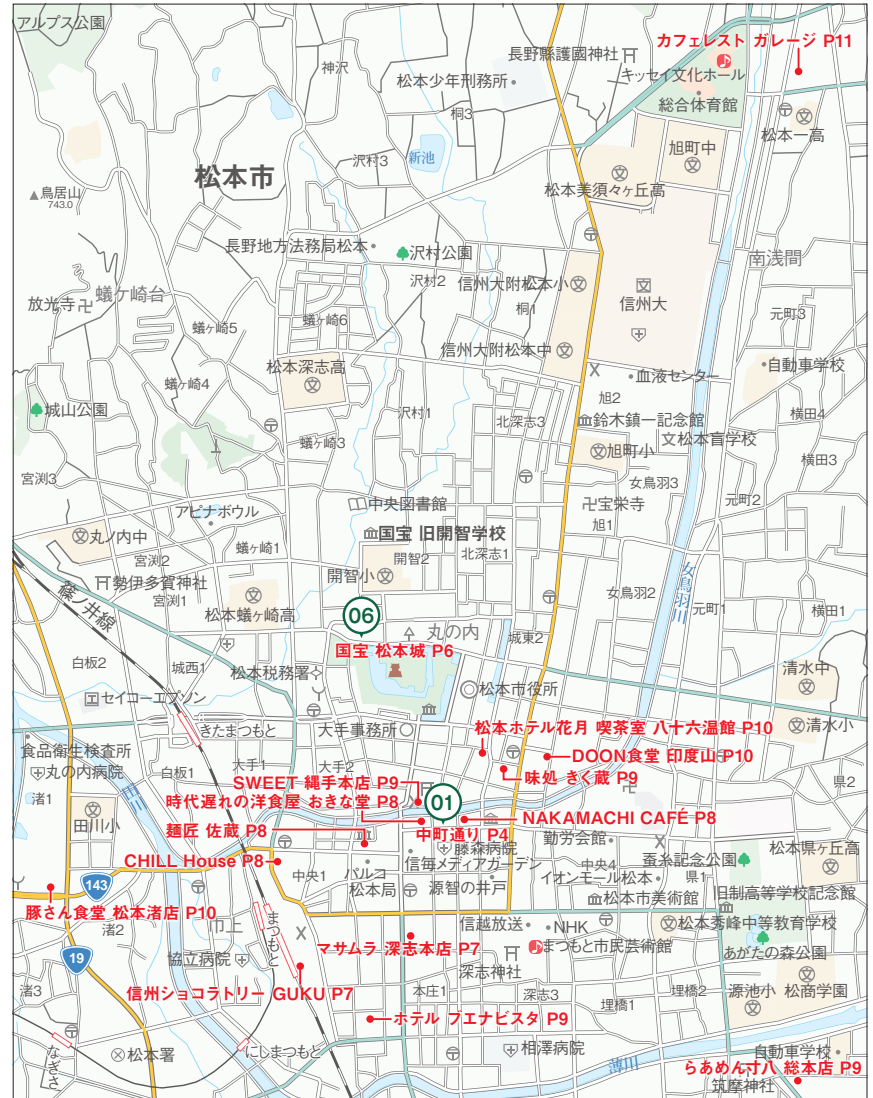 アルプス公園
カフェレスト ガレージ P11
長野縣護國神社
キッセイ文化ホール
神沢
松本少年刑務所
総合体育館
桐3
松本一高
旭町中
沢村3
新池
松本市
松本美須々ヶ丘高
鳥居山
743.0
長野地方法務局松本
沢村公園
南浅間
沢村2
信州大附松本小
信州大
放光寺
蟻ケ崎台
桐1
元町3
蟻ヶ崎5
蟻ヶ崎6
信州大附松本中
松本深志高
自動車学校
血液センター
蟻ヶ崎4
旭2
城山公園
沢村1
北深志3
鈴木鎮一記念館
横田4
文松本盲学校
蟻ヶ崎3
旭町小
横田3
宮渕3
女鳥羽3
中央図書館
宝栄寺
元町2
アピナボウル
旭1
国宝 旧開智学校
丸ノ内中
蟻ヶ崎1
北深志1
宮渕2
開智2
開智小
女鳥羽川
勢伊多賀神社
篠ノ井線
宮渕1
女鳥羽2
松本蟻ヶ崎高
元町1
横田1
06
丸の内
城東2
国宝 松本城 P6
白板2
城西1
松本税務署
清水中
セイコーエプソン
松本市役所
きたまつもと
大手事務所
松本ホテル花月 喫茶室 八十六温館 P10
清水小
食品衛生検査所
DOON食堂 印度山 P10
丸の内病院
白板1
大手1
大手2
味処 きく蔵 P9
SWEET 縄手本店 P9
県2
渚1
田川
時代遅れの洋食屋 おきな堂 P8
01
田川小
NAKAMACHI CAFÉ P8
麺匠 佐蔵 P8
中町通り P4
勤労会館
藤森病院
松本県ヶ丘高
CHILL House P8
信毎メディアガーデン
蚕糸記念公園
中央1
パルコ
中央4
県1
143
松本局
源智の井戸
イオンモール松本
旧制高等学校記念館
松本市美術館
豚さん食堂 松本渚店 P10
渚2
巾上
まつもと
信越放送
NHK
松本秀峰中等教育学校
マサムラ 深志本店 P7
まつもと市民芸術館
あがたの森公園
19
協立病院
深志神社
渚3
信州ショコラトリー GUKU P7
本庄1
深志3
埋橋1
埋橋2
源池小
松商学園
ホテル ブエナビスタ P9
なぎさ
松本署
にしまつもと
相澤病院
薄川
自動車学校
らあめん寸八 総本店 P9
筑摩神社